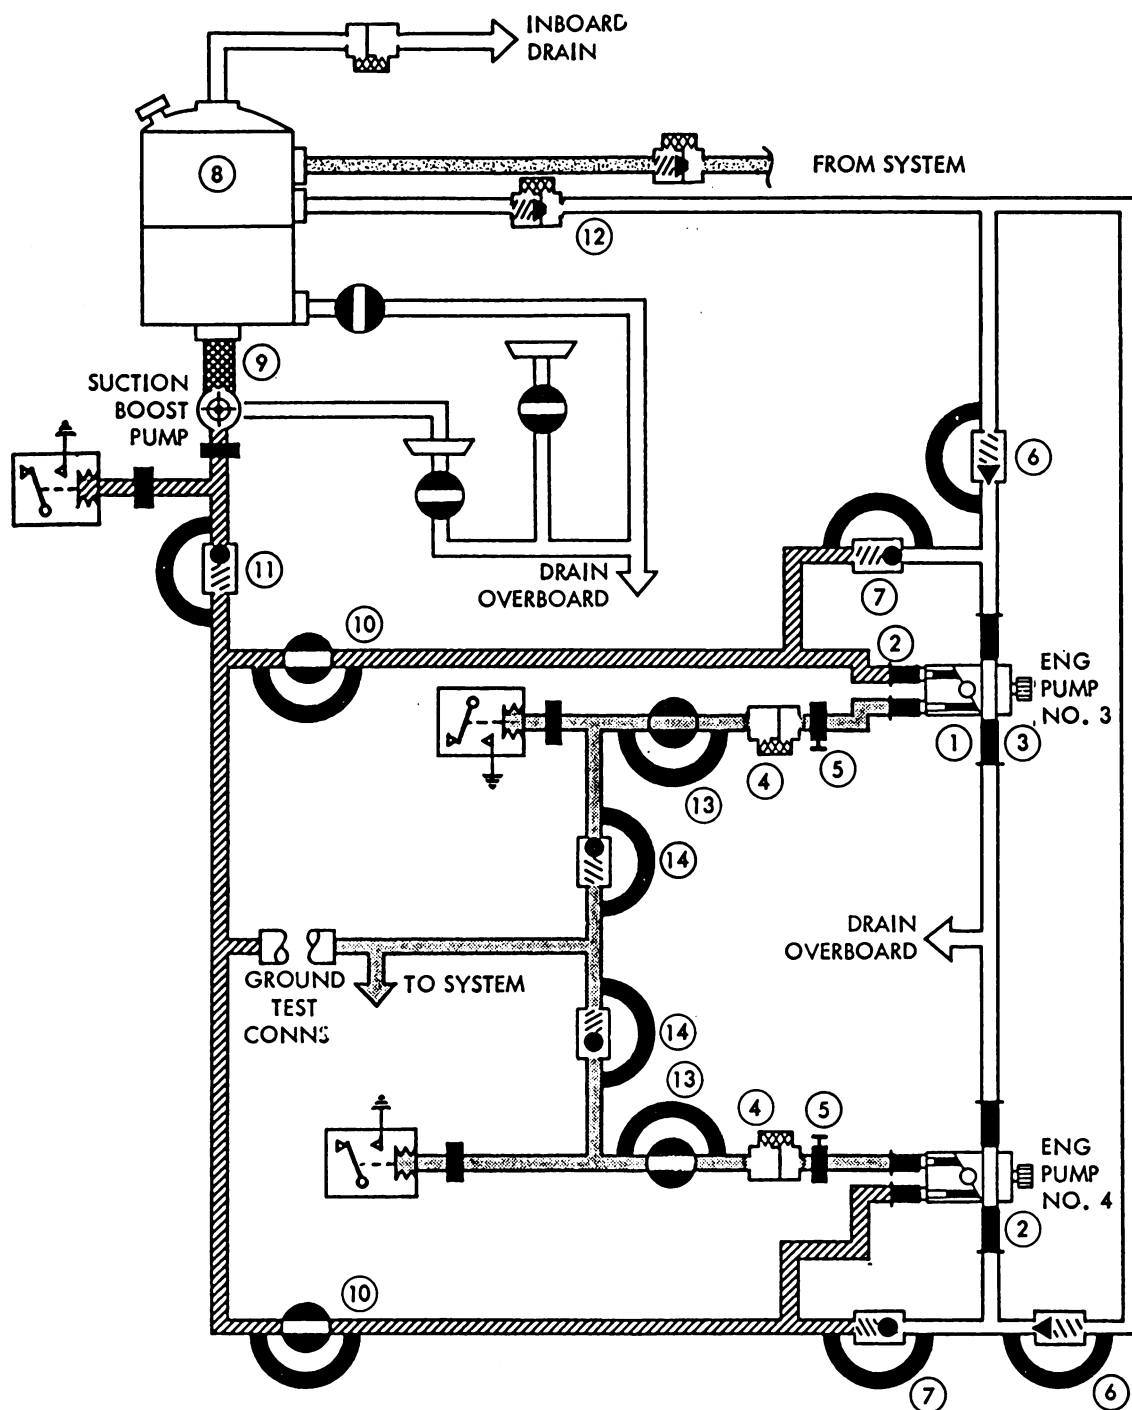 INBOARD
DRAIN
8
FROM SYSTEM
12
9
SUCTION
BOOST
PUMP
6
11
DRAIN
OVERBOARD
7
10
2
ENG
PUMP
NO. 3
1
3
4
5
13
14
DRAIN
OVERBOARD
GROUND
TEST
CONNS
TO SYSTEM
14
13
4
5
ENG
PUMP
NO. 4
2
10
7
6